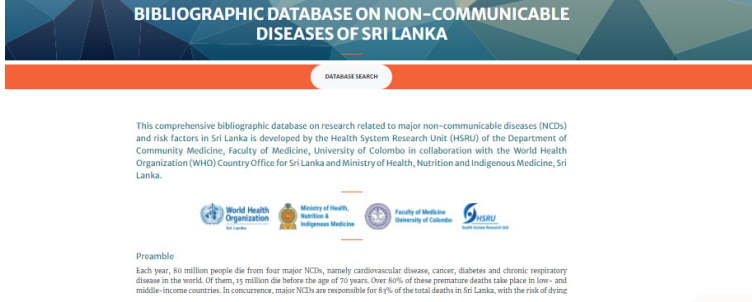 BIBLIOGRAPHIC DATABASE ON NON-COMMUNICABLE
DISEASES OF SRI LANKA
DATABASE SEARCH
This comprehensive bibliographic database on research related to major non-communicable diseases (NCDs)
and risk factors in Sri Lanka is developed by the Health System Research Unit (HSRU) of the Department of
Community Medicine, Faculty of Medicine, University of Colombo in collaboration with the World Health
Organization (WHO) Country Office for Sri Lanka and Ministry of Health, Nutrition and Indigenous Medicine, Sri
Lanka.
World Health
Organization
Sri Lanka
Ministry of Health,
Nutrition &
Indigenous Medicine
Faculty of Medicine
University of Colombo
HSRU
Health System Research Unit
Preamble
Each year, 80 million people die from four major NCDs, namely cardiovascular disease, cancer, diabetes and chronic respiratory
disease in the world. Of them, 15 million die before the age of 70 years. Over 80% of these premature deaths take place in low- and
middle-income countries. In concurrence, major NCDs are responsible for 83% of the total deaths in Sri Lanka, with the risk of dying